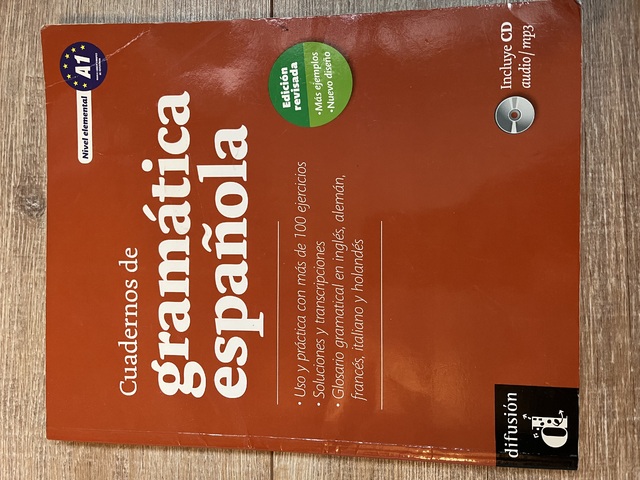 Nivel elemental
A1
Cuadernos de
gramática
española
Edición
revisada
•Más ejemplos
•Nuevo diseño
• Uso y práctica con más de 100 ejercicios
• Soluciones y transcripciones
• Glosario gramatical en inglés, alemán,
francés, italiano y holandés
Incluye CD
audio/ mp3
difusión